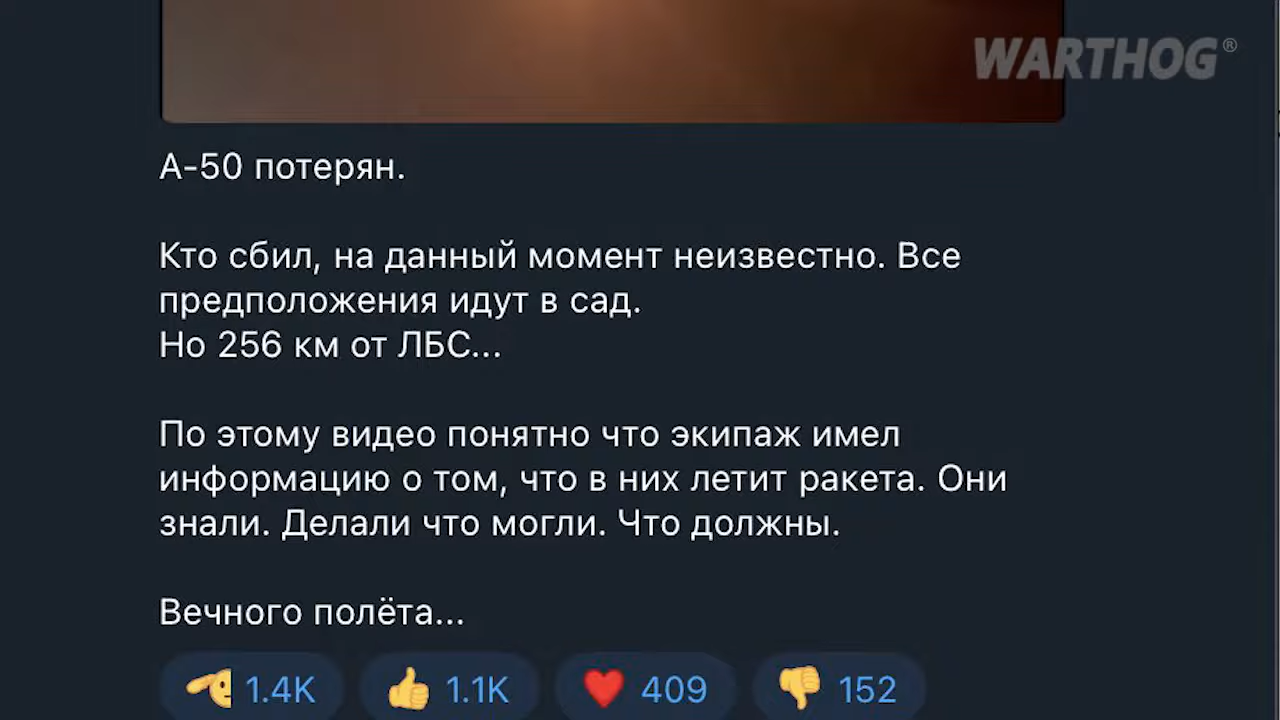 WARTHOG®
А-50 потерян.
Кто сбил, на данный момент неизвестно. Все
предположения идут в сад.
Но 256 км от ЛБС...
По этому видео понятно что экипаж имел
информацию о том, что в них летит ракета. Они
знали. Делали что могли. Что должны.
Вечного полёта...
1.4K 1.1K 409 152